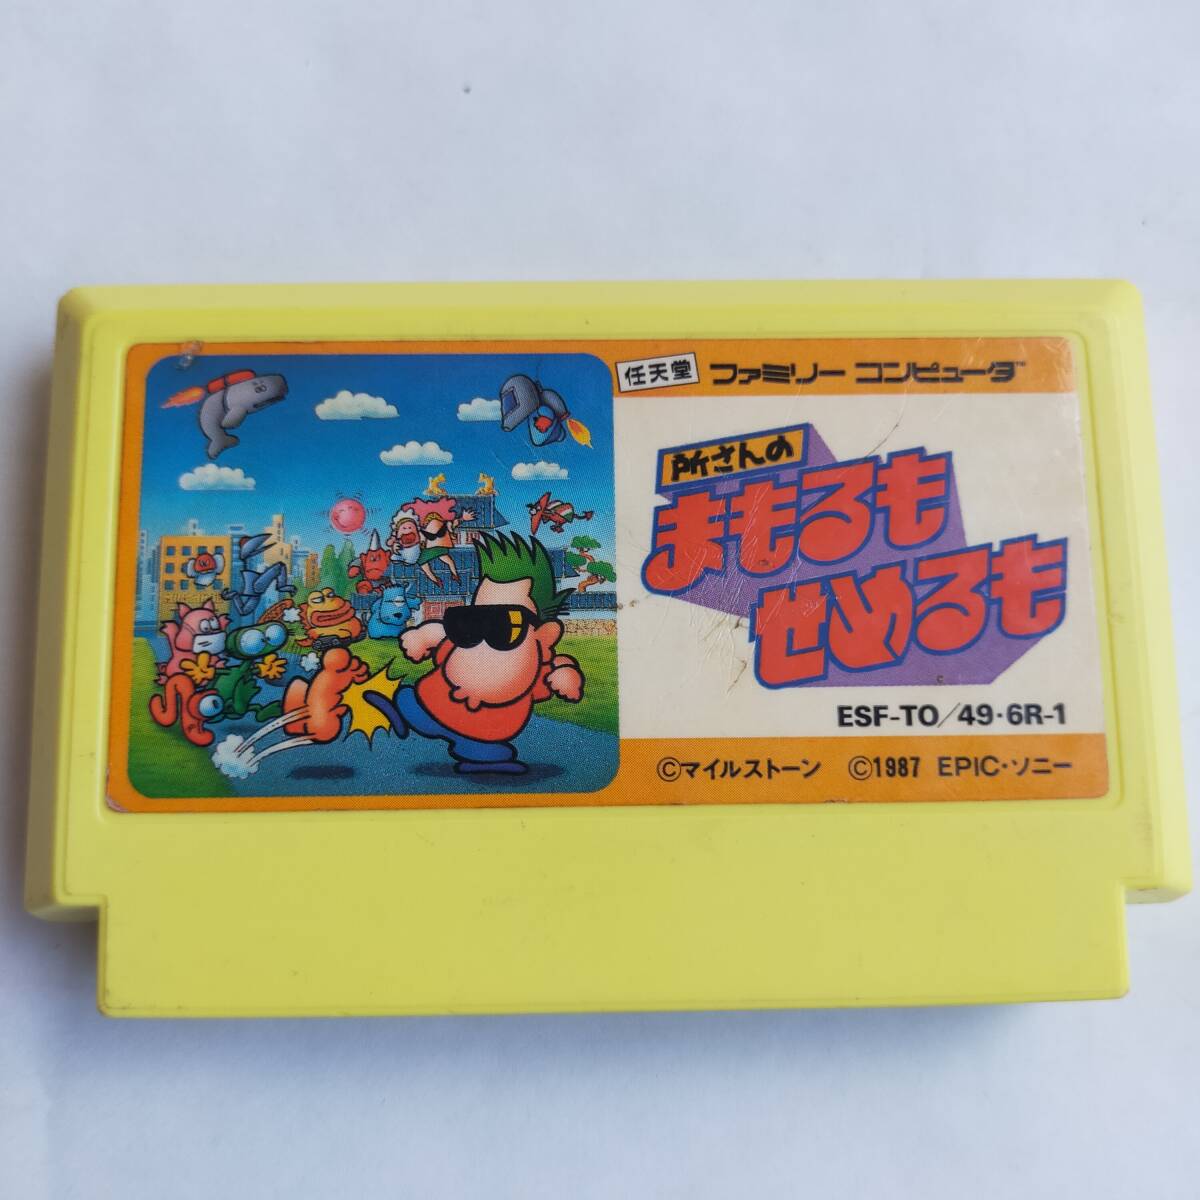 任天堂 ファミリーコンピュータ
所さんの
まもるも
せめるも
ESF-TO/49・6R-1
©マイルストーン ©1987 EPIC・ソニー